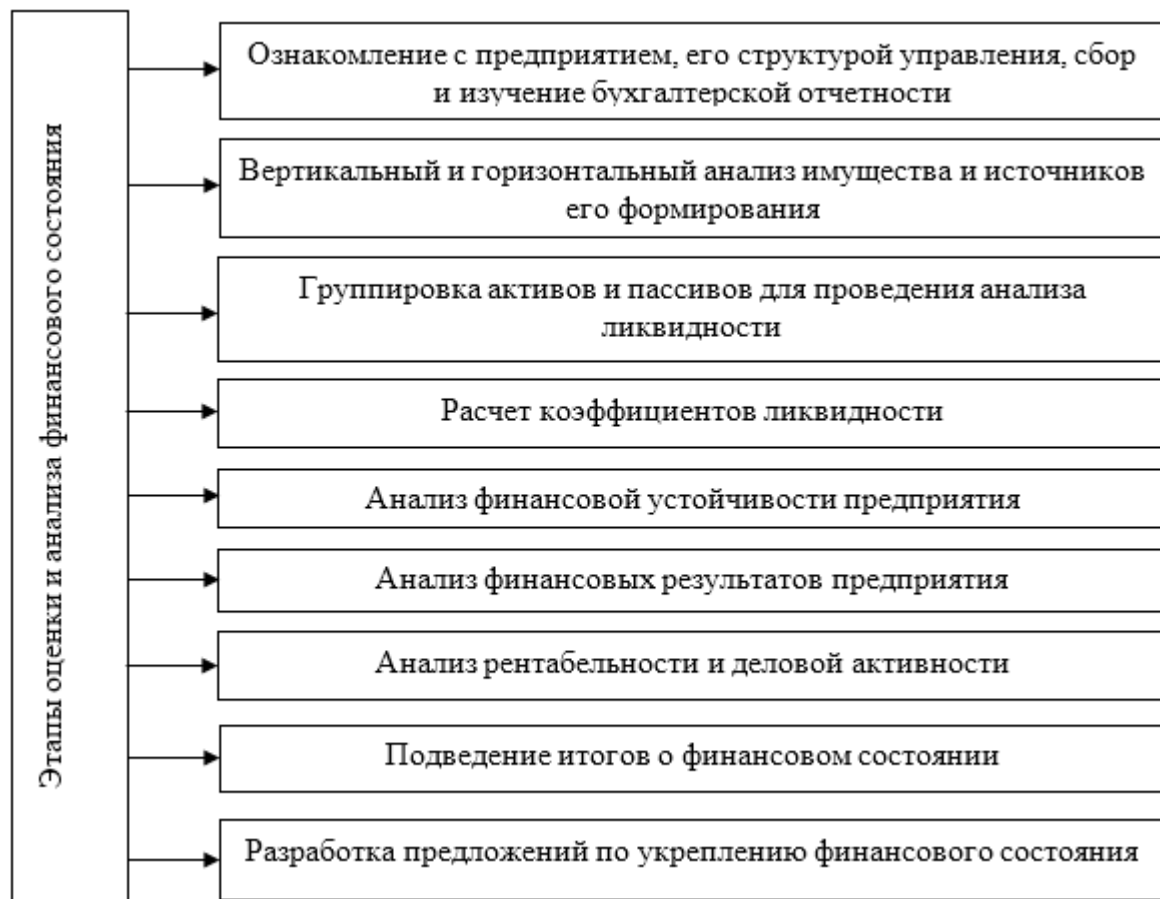 Этапы оценки и анализа финансового состояния
Ознакомление с предприятием, его структурой управления, сбор
и изучение бухгалтерской отчетности
Вертикальный и горизонтальный анализ имущества и источников
его формирования
Группировка активов и пассивов для проведения анализа
ликвидности
Расчет коэффициентов ликвидности
Анализ финансовой устойчивости предприятия
Анализ финансовых результатов предприятия
Анализ рентабельности и деловой активности
Подведение итогов о финансовом состоянии
Разработка предложений по укреплению финансового состояния